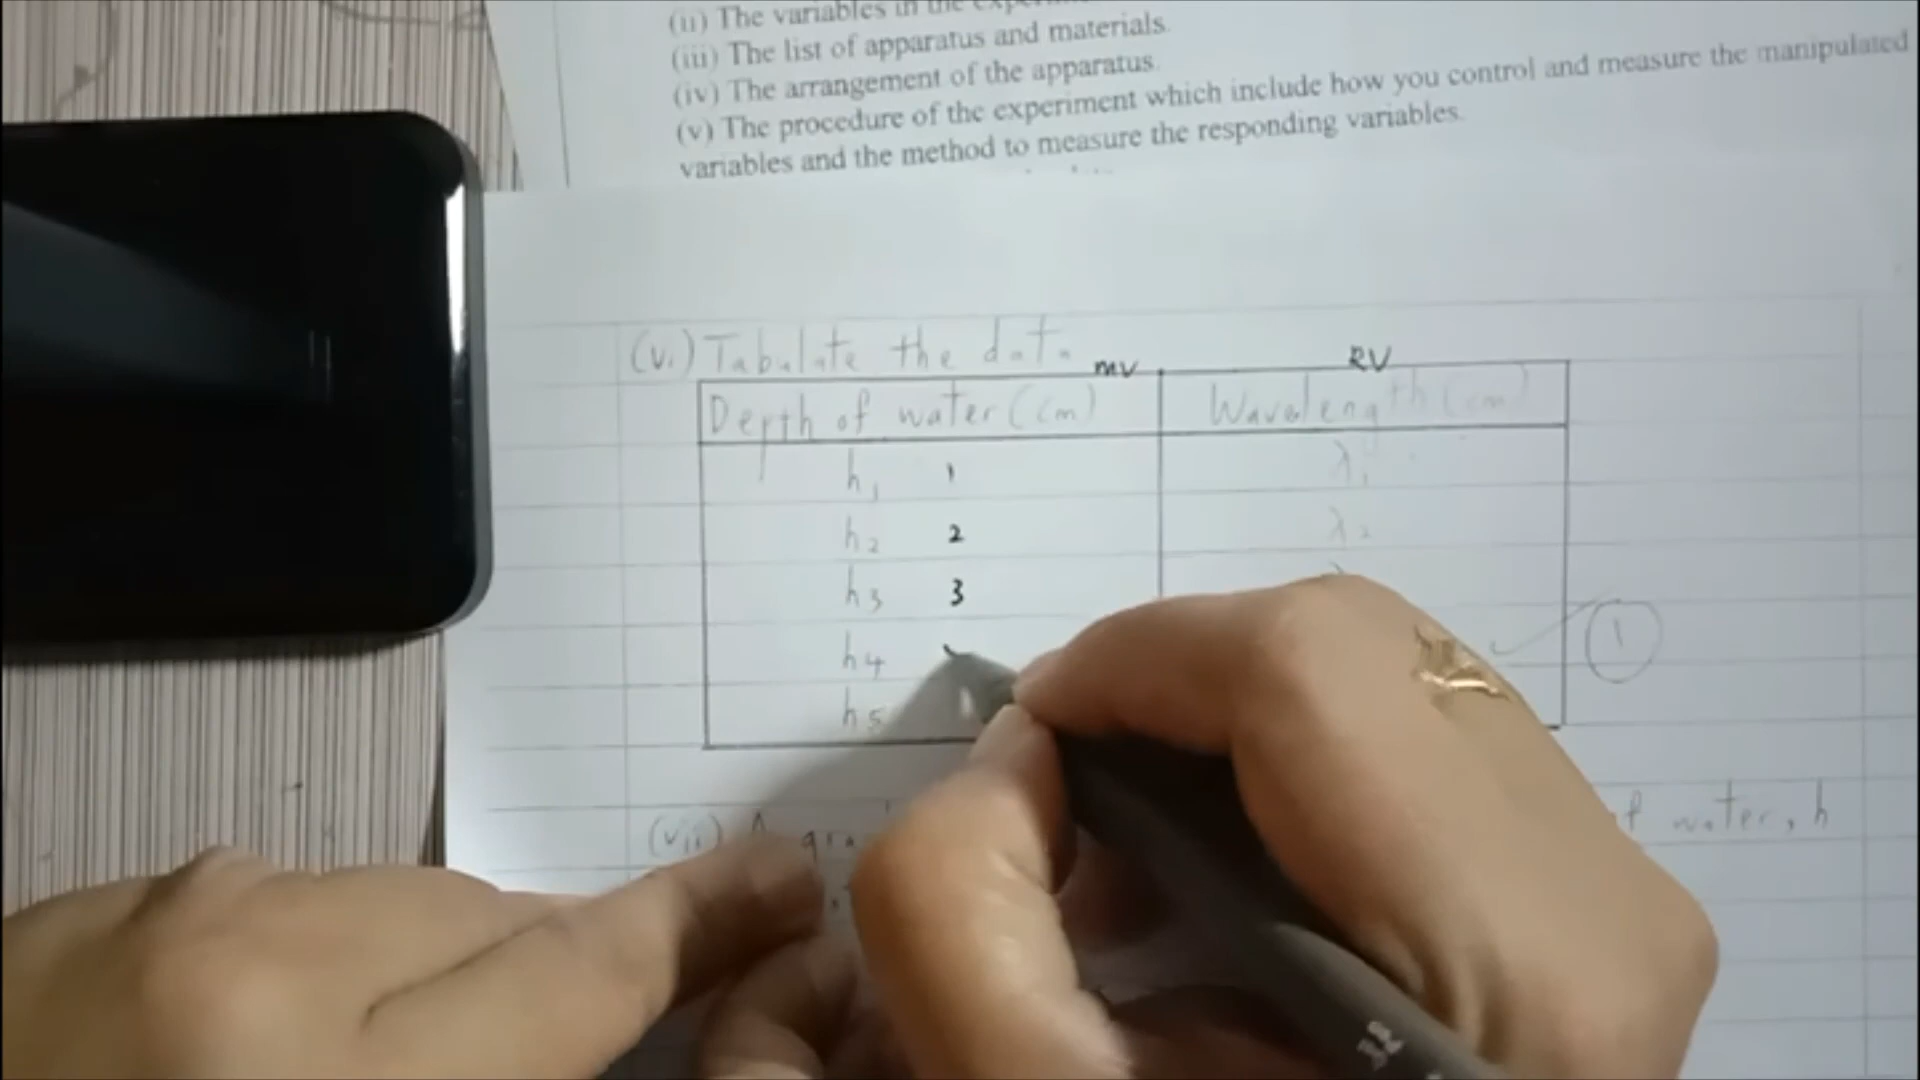 (ii) The variables in the
(iii) The list of apparatus and materials.
(iv) The arrangement of the apparatus.
(v) The procedure of the experiment which include how you control and measure the manipulated
variables and the method to measure the responding variables.
(vi) Tabulate the data
mv RV
Depth of water (cm) Wavelength (cm)
h1 1 λ1
h2 2 λ2
h3 3
h4
h5
1
(vii) A of water, h